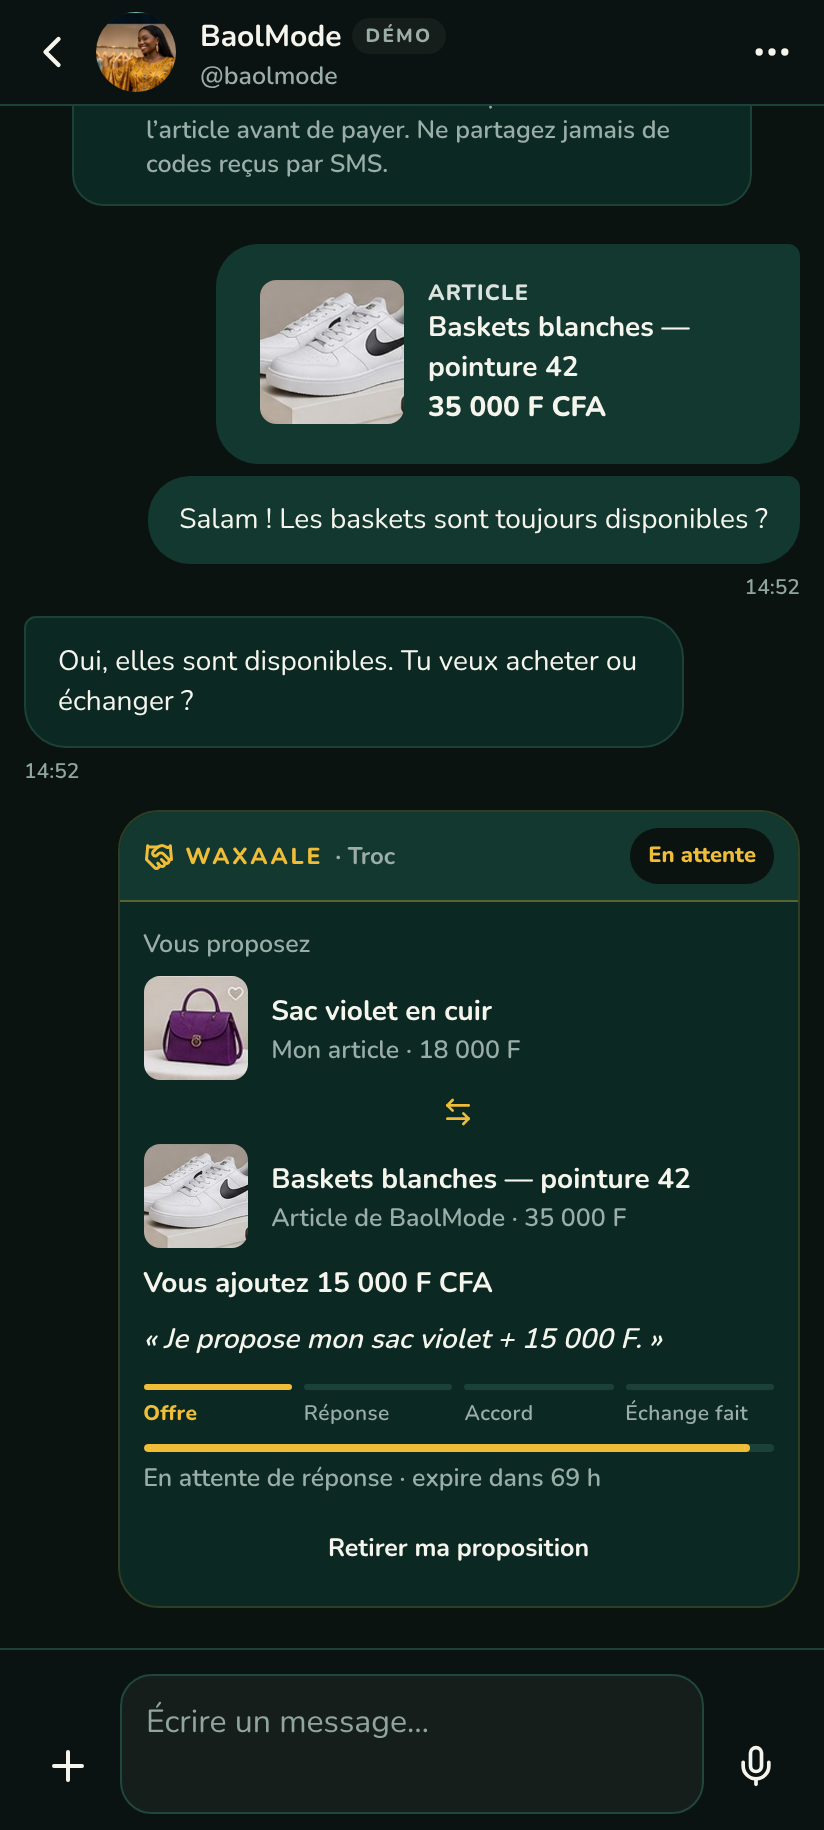 BaolMode DÉMO
@baolmode
l’article avant de payer. Ne partagez jamais de
codes reçus par SMS.
ARTICLE
Baskets blanches —
pointure 42
35 000 F CFA
Salam ! Les baskets sont toujours disponibles ?
14:52
Oui, elles sont disponibles. Tu veux acheter ou
échanger ?
14:52
WAXAALE · Troc En attente
Vous proposez
Sac violet en cuir
Mon article · 18 000 F
Baskets blanches — pointure 42
Article de BaolMode · 35 000 F
Vous ajoutez 15 000 F CFA
« Je propose mon sac violet + 15 000 F. »
Offre Réponse Accord Échange fait
En attente de réponse · expire dans 69 h
Retirer ma proposition
Écrire un message...